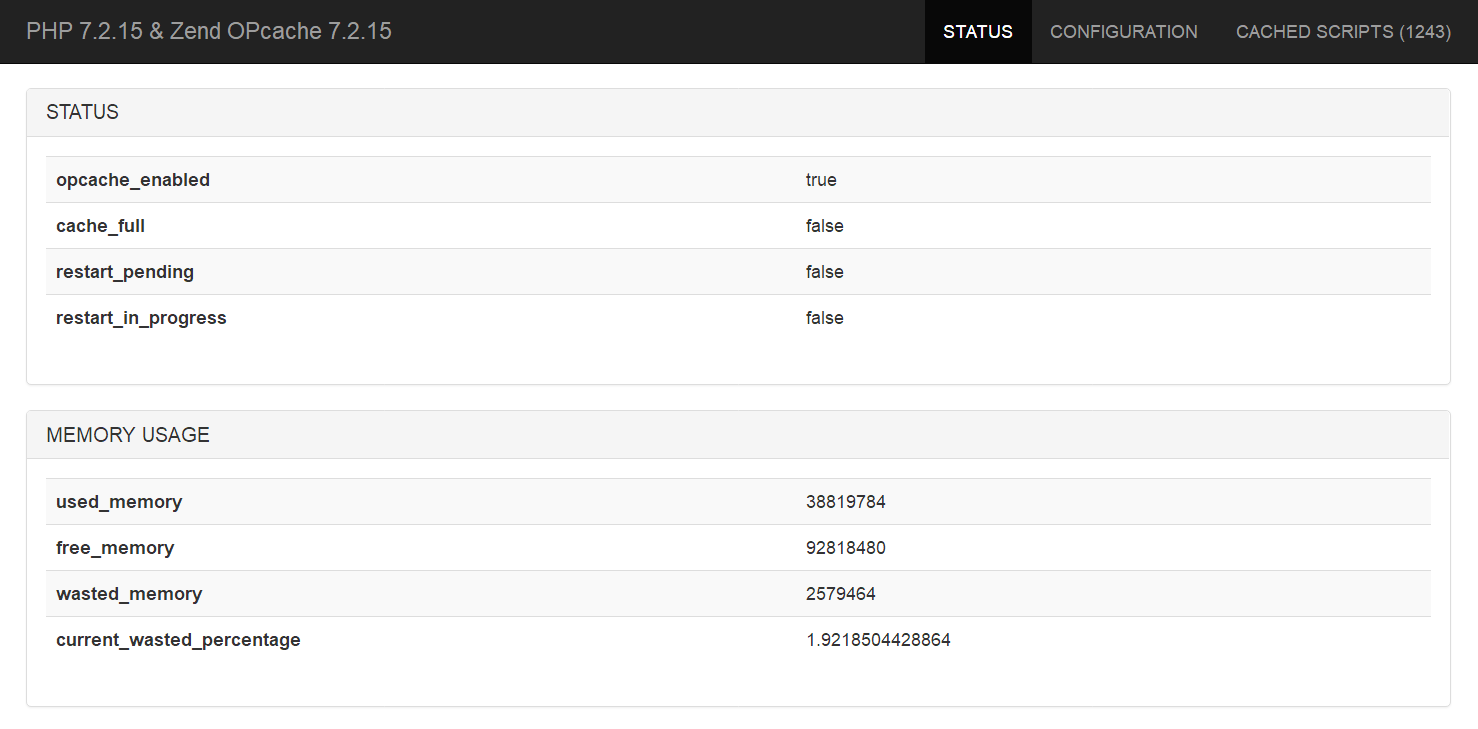 PHP 7.2.15 & Zend OPcache 7.2.15 STATUS CONFIGURATION CACHED SCRIPTS (1243)
STATUS
opcache_enabled true
cache_full false
restart_pending false
restart_in_progress false
MEMORY USAGE
used_memory 38819784
free_memory 92818480
wasted_memory 2579464
current_wasted_percentage 1.9218504428864